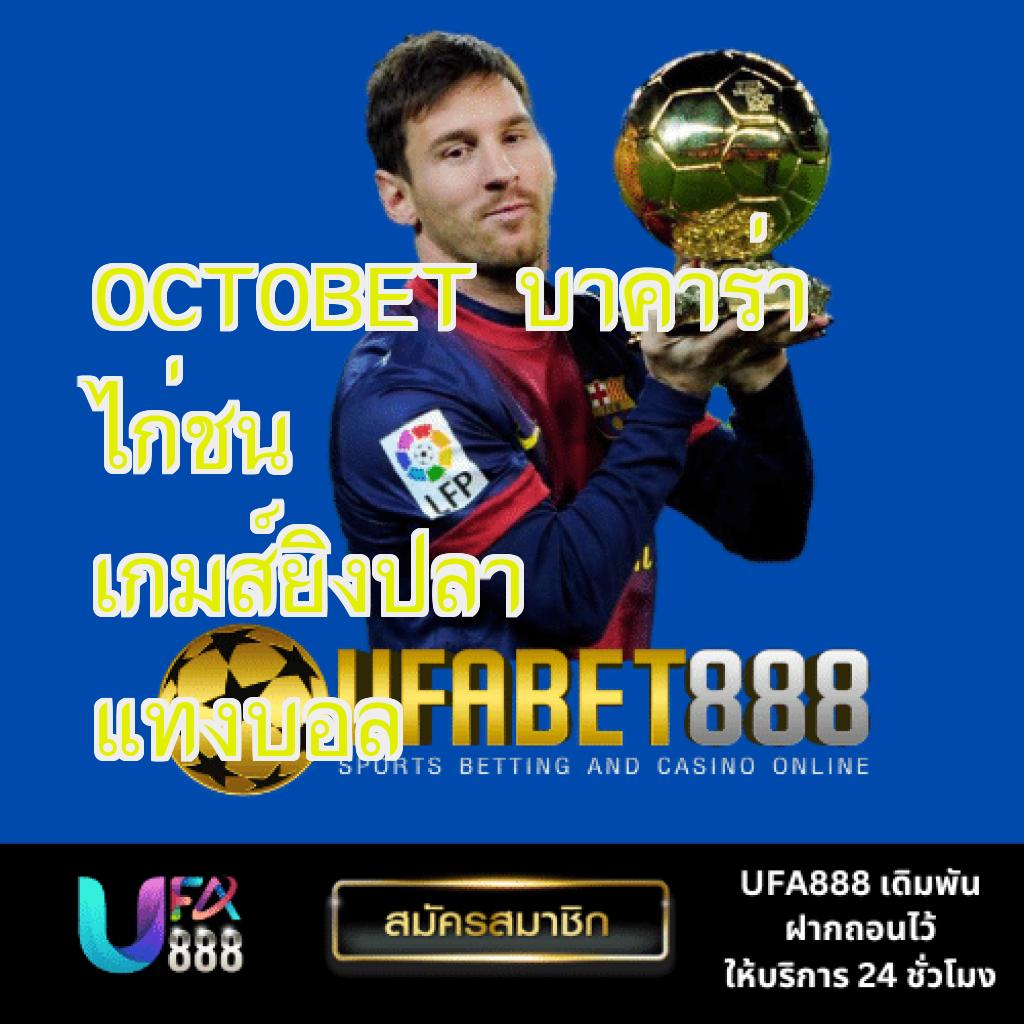 OCTOBET บาคาร่า
ไก่ชน
เกมส์ยิงปลา
แทงบอล
LFP
UFABET888
SPORTS BETTING AND CASINO ONLINE
UFA
888
สมัครสมาชิก
UFA888 เดิมพัน
ฝากถอนไว้
ให้บริการ 24 ชั่วโมง